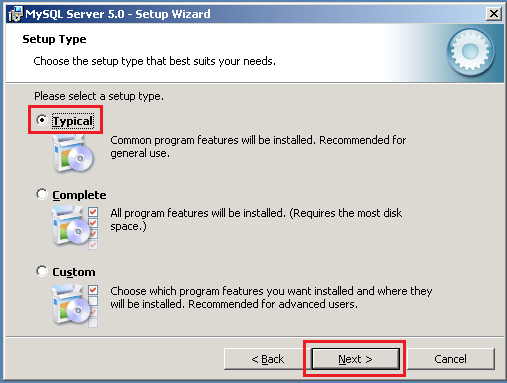 MySQL Server 5.0 - Setup Wizard
Setup Type
Choose the setup type that best suits your needs.
Please select a setup type.
Typical
Common program features will be installed. Recommended for
general use.
Complete
All program features will be installed. (Requires the most disk
space.)
Custom
Choose which program features you want installed and where they
will be installed. Recommended for advanced users.
< Back
Next >
Cancel